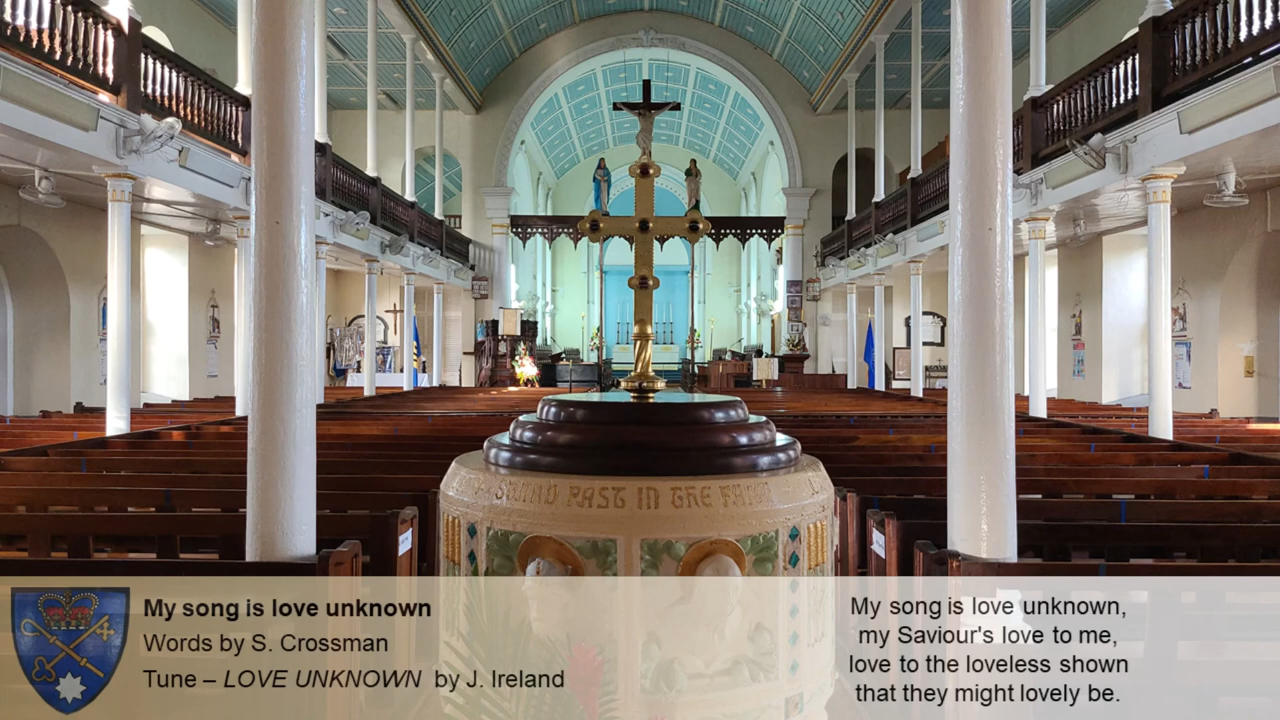 STAND FAST IN THE FAITH
My song is love unknown
Words by S. Crossman
Tune – LOVE UNKNOWN by J. Ireland
My song is love unknown,
my Saviour's love to me,
love to the loveless shown
that they might lovely be.